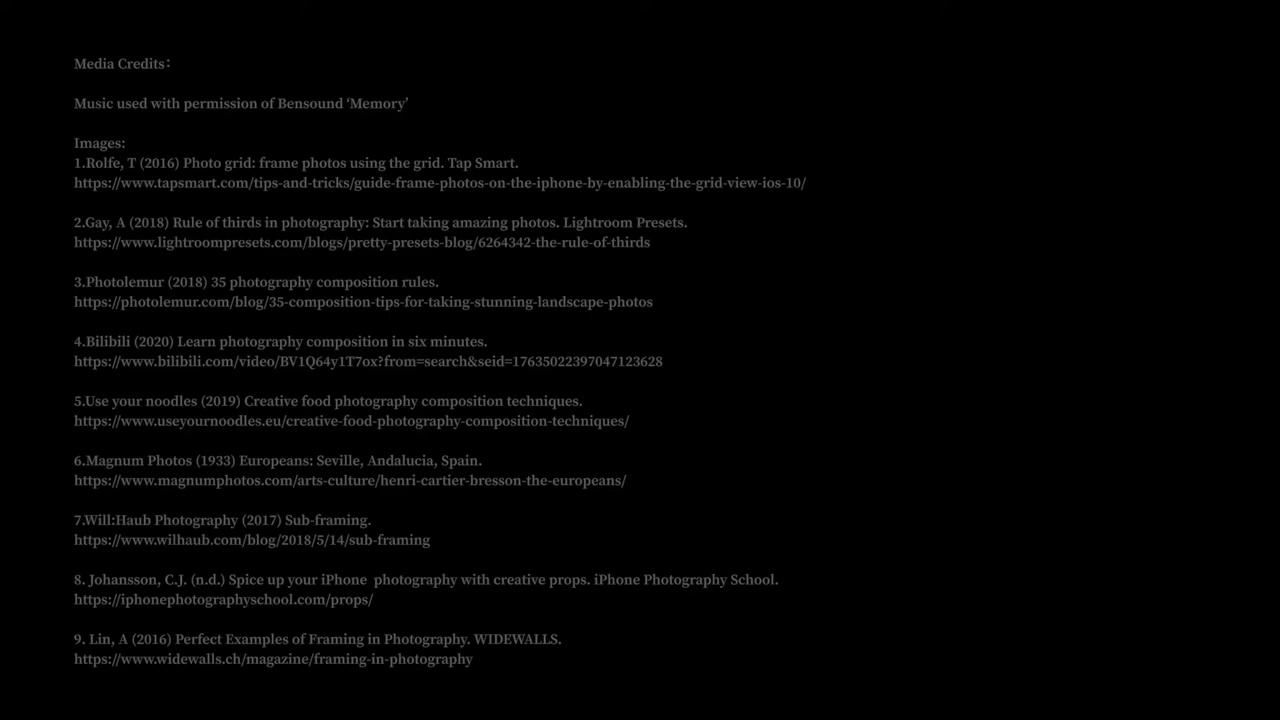 Media Credits：
Music used with permission of Bensound ‘Memory’
Images:
1.Rolfe, T (2016) Photo grid: frame photos using the grid. Tap Smart.
https://www.tapsmart.com/tips-and-tricks/guide-frame-photos-on-the-iphone-by-enabling-the-grid-view-ios-10/
2.Gay, A (2018) Rule of thirds in photography: Start taking amazing photos. Lightroom Presets.
https://www.lightroompresets.com/blogs/pretty-presets-blog/6264342-the-rule-of-thirds
3.Photolemur (2018) 35 photography composition rules.
https://photolemur.com/blog/35-composition-tips-for-taking-stunning-landscape-photos
4.Bilibili (2020) Learn photography composition in six minutes.
https://www.bilibili.com/video/BV1Q64y1T7ox?from=search&seid=17635022397047123628
5.Use your noodles (2019) Creative food photography composition techniques.
https://www.useyournoodles.eu/creative-food-photography-composition-techniques/
6.Magnum Photos (1933) Europeans: Seville, Andalucia, Spain.
https://www.magnumphotos.com/arts-culture/henri-cartier-bresson-the-europeans/
7.Will:Haub Photography (2017) Sub-framing.
https://www.wilhaub.com/blog/2018/5/14/sub-framing
8. Johansson, C.J. (n.d.) Spice up your iPhone  photography with creative props. iPhone Photography School.
https://iphonephotographyschool.com/props/
9. Lin, A (2016) Perfect Examples of Framing in Photography. WIDEWALLS.
https://www.widewalls.ch/magazine/framing-in-photography